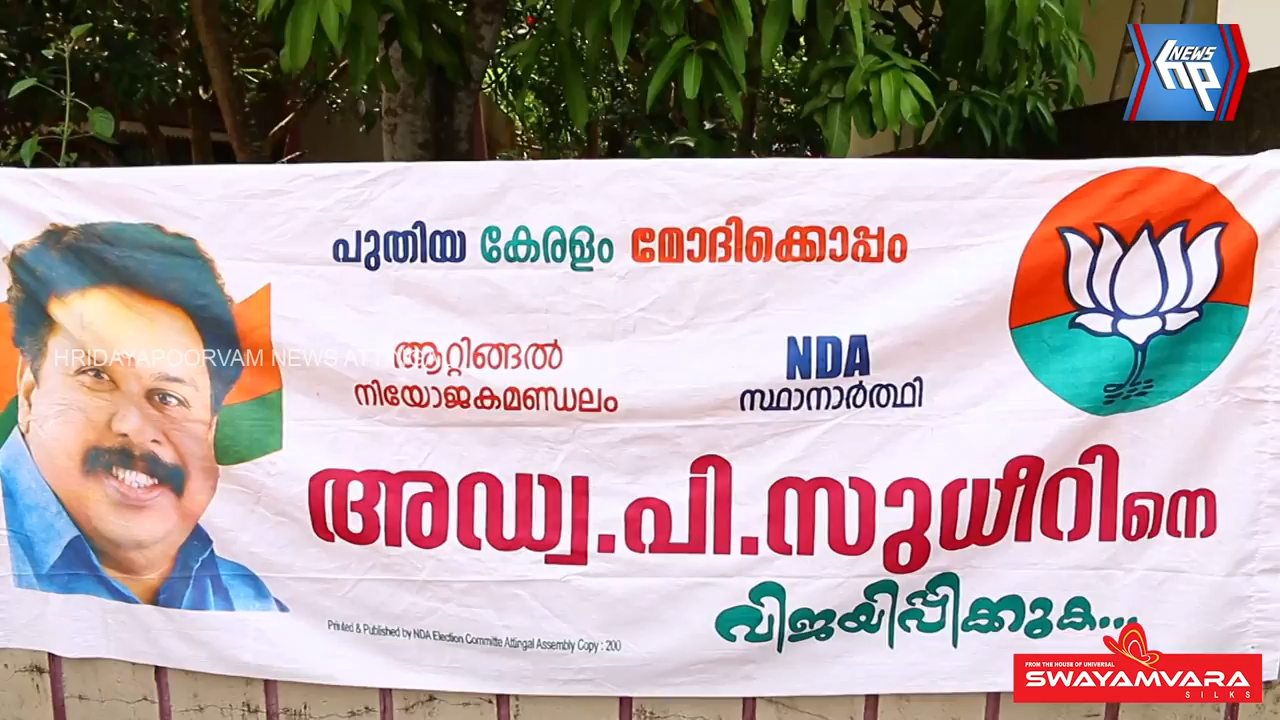 NEWS
hp
പുതിയ കേരളം മോദിക്കൊപ്പം
HRIDAYAPOORVAM NEWS
ആറ്റിങ്ങൽ
നിയോജകമണ്ഡലം
NDA
സ്ഥാനാർത്ഥി
അഡ്വ.പി.സുധീറിനെ
വിജയിപ്പിക്കുക...
Printed & Published by NDA Election Committe Attingal Assembly Copy : 200
FROM THE HOUSE OF UNIVERSAL
SWAYAMVARA
SILKS